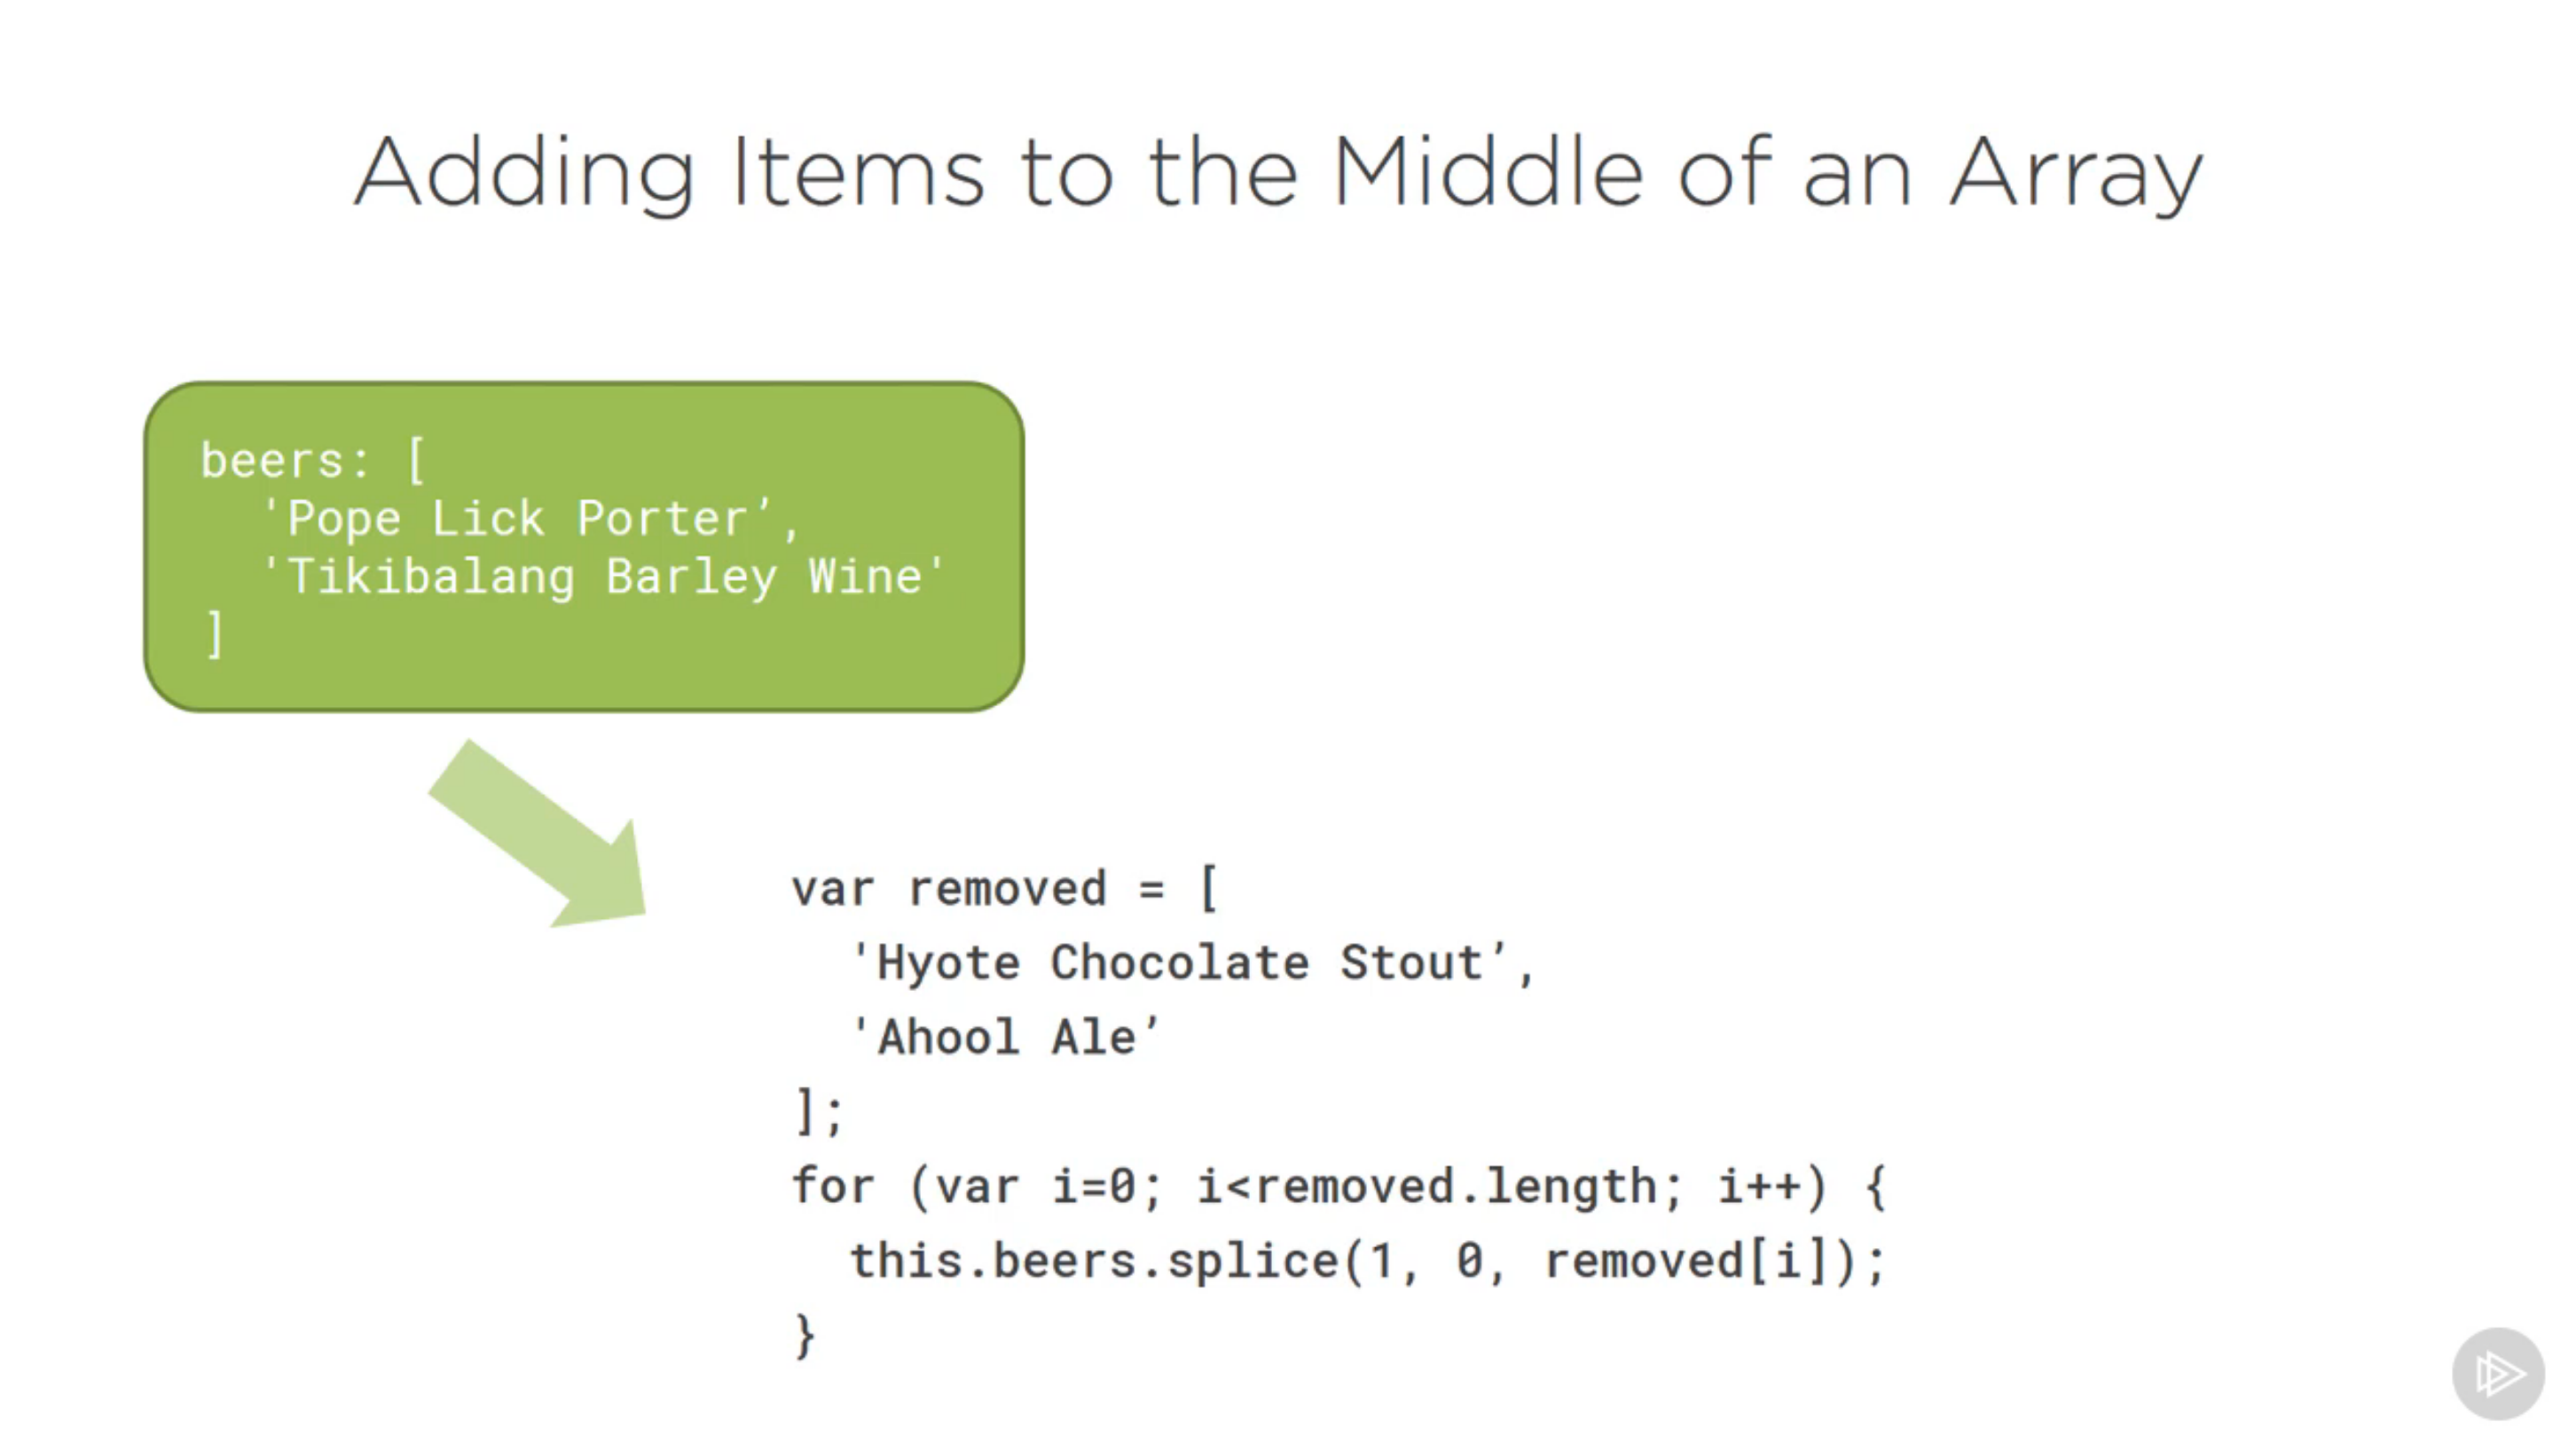 Adding Items to the Middle of an Array
beers: [
'Pope Lick Porter’,
'Tikibalang Barley Wine'
]
var removed = [
'Hyote Chocolate Stout’,
'Ahool Ale’
];
for (var i=0; i<removed.length; i++) {
this.beers.splice(1, 0, removed[i]);
}